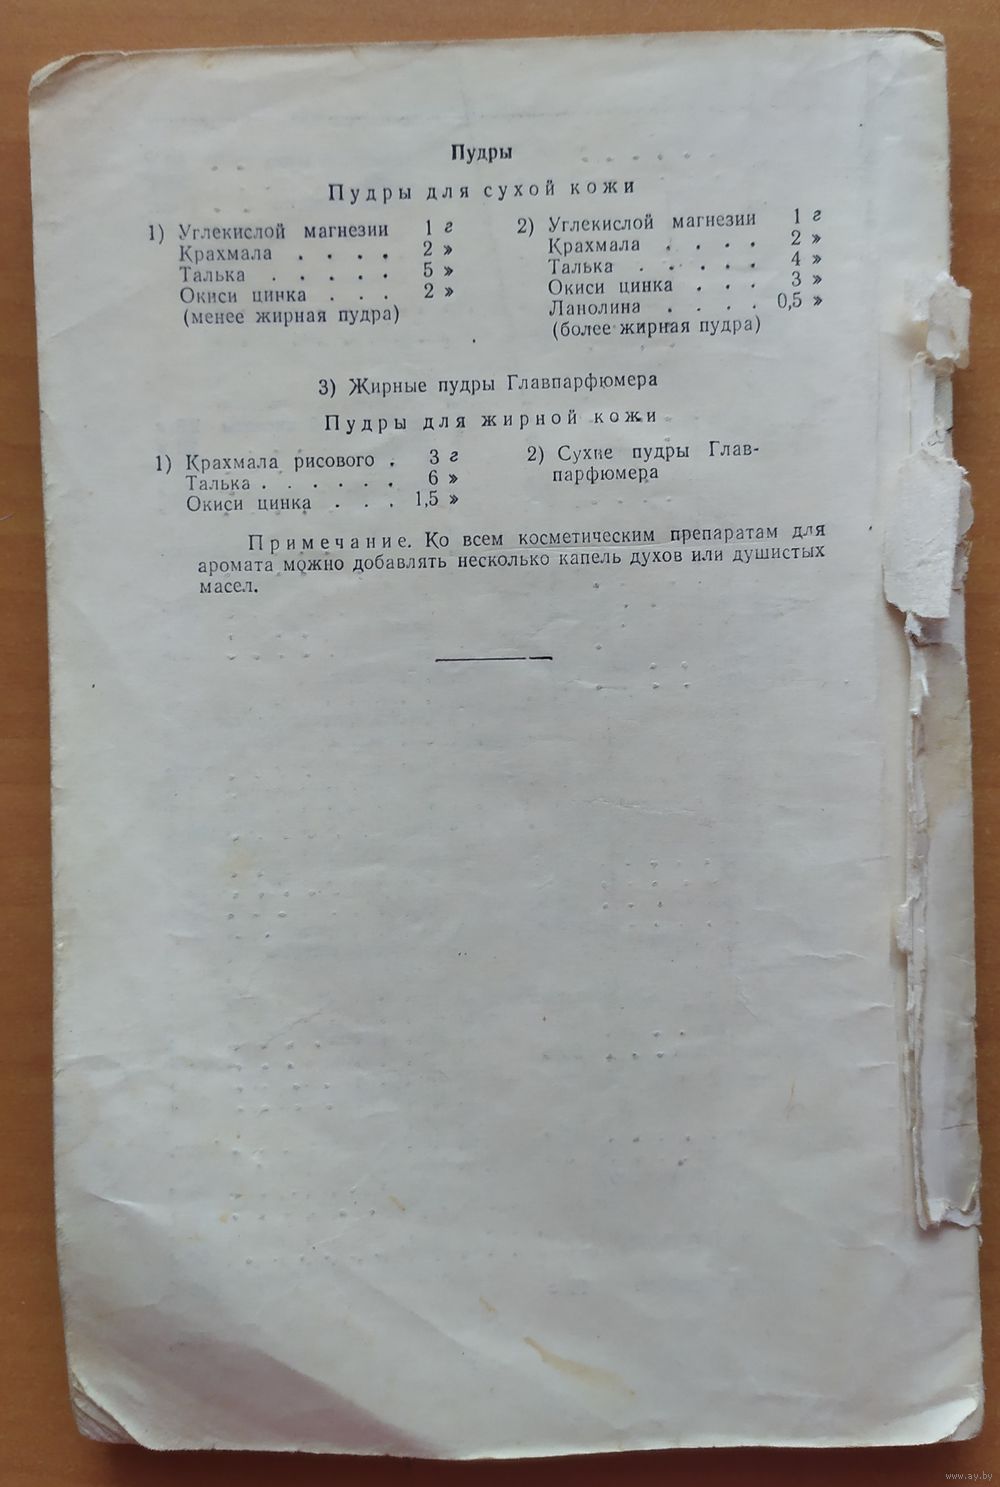 Пудры
Пудры для сухой кожи
1) Углекислой магнезии 1 г
Крахмала . . . . 2 »
Талька . . . . . 5 »
Окиси цинка . . . 2 »
(менее жирная пудра)
2) Углекислой магнезии 1 г
Крахмала . . . . 2 »
Талька . . . . . 4 »
Окиси цинка . . . 3 »
Ланолина . . . . 0,5 »
(более жирная пудра)
3) Жирные пудры Главпарфюмера
Пудры для жирной кожи
1) Крахмала рисового . 3 г
Талька . . . . . . 6 »
Окиси цинка . . . 1,5 »
2) Сухие пудры Глав-
парфюмера
Примечание. Ко всем косметическим препаратам для
аромата можно добавлять несколько капель духов или душистых
масел.
www.ay.by